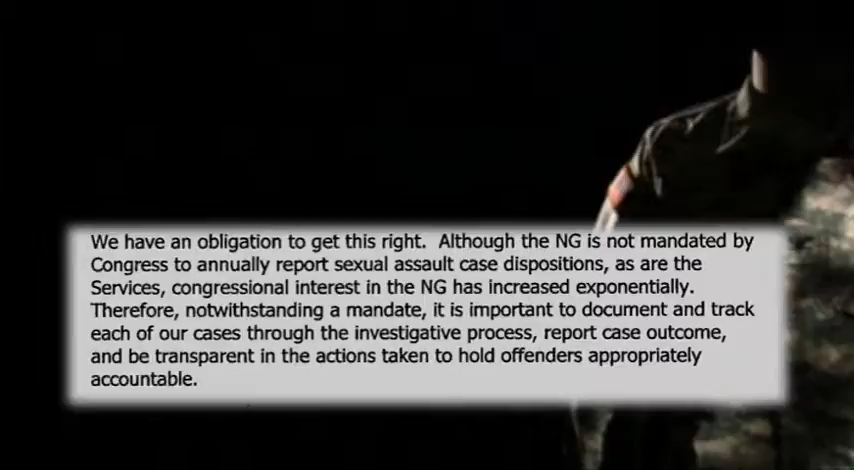 We have an obligation to get this right.  Although the NG is not mandated by
Congress to annually report sexual assault case dispositions, as are the
Services, congressional interest in the NG has increased exponentially.
Therefore, notwithstanding a mandate, it is important to document and track
each of our cases through the investigative process, report case outcome,
and be transparent in the actions taken to hold offenders appropriately
accountable.